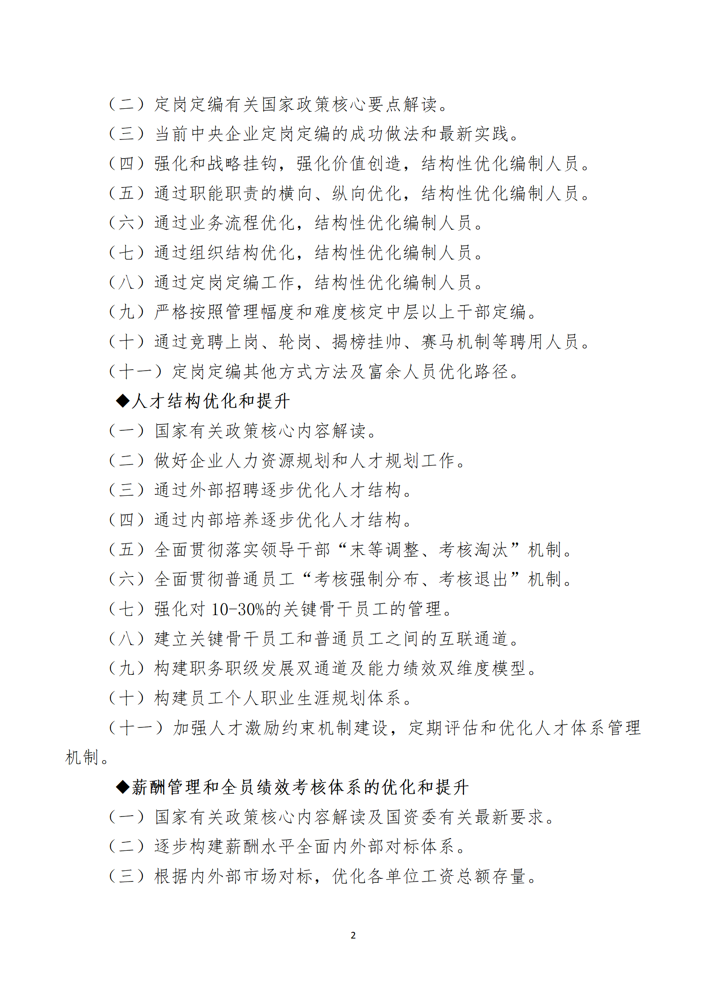 （二）定岗定编有关国家政策核心要点解读。
（三）当前中央企业定岗定编的成功做法和最新实践。
（四）强化和战略挂钩，强化价值创造，结构性优化编制人员。
（五）通过职能职责的横向、纵向优化，结构性优化编制人员。
（六）通过业务流程优化，结构性优化编制人员。
（七）通过组织结构优化，结构性优化编制人员。
（八）通过定岗定编工作，结构性优化编制人员。
（九）严格按照管理幅度和难度核定中层以上干部定编。
（十）通过竞聘上岗、轮岗、揭榜挂帅、赛马机制等聘用人员。
（十一）定岗定编其他方式方法及富余人员优化路径。
◆人才结构优化和提升
（一）国家有关政策核心内容解读。
（二）做好企业人力资源规划和人才规划工作。
（三）通过外部招聘逐步优化人才结构。
（四）通过内部培养逐步优化人才结构。
（五）全面贯彻落实领导干部“末等调整、考核淘汰”机制。
（六）全面贯彻普通员工“考核强制分布、考核退出”机制。
（七）强化对 10-30%的关键骨干员工的管理。
（八）建立关键骨干员工和普通员工之间的互联通道。
（九）构建职务职级发展双通道及能力绩效双维度模型。
（十）构建员工个人职业生涯规划体系。
（十一）加强人才激励约束机制建设，定期评估和优化人才体系管理
机制。
◆薪酬管理和全员绩效考核体系的优化和提升
（一）国家有关政策核心内容解读及国资委有关最新要求。
（二）逐步构建薪酬水平全面内外部对标体系。
（三）根据内外部市场对标，优化各单位工资总额存量。
2